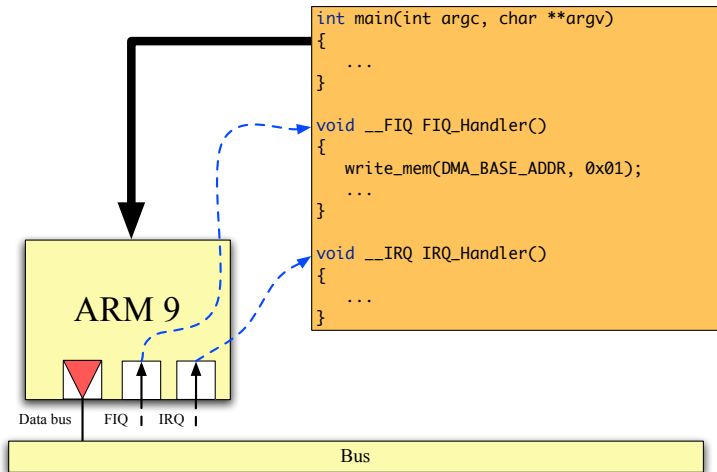 int main(int argc, char **argv)
{
...
}
void __FIQ FIQ_Handler()
{
write_mem(DMA_BASE_ADDR, 0x01);
...
}
void __IRQ IRQ_Handler()
{
...
}
ARM 9
Data bus
FIQ
IRQ
Bus